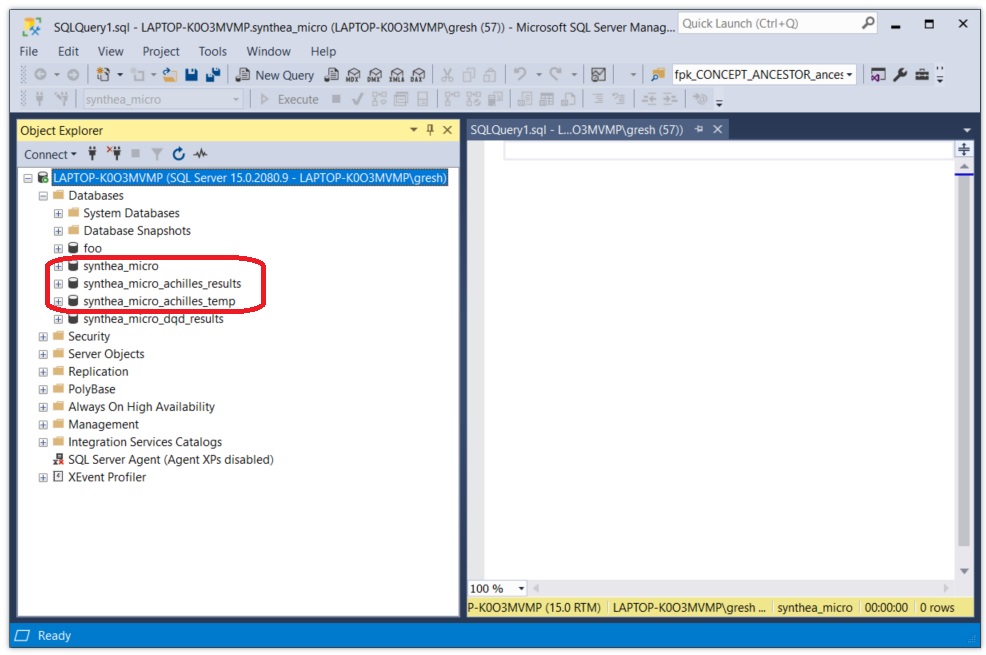 SQLQuery1.sql - LAPTOP-K0O3MVMP.synthea_micro (LAPTOP-K0O3MVMP\gresh (57)) - Microsoft SQL Server Manag...
Quick Launch (Ctrl+Q)
File Edit View Project Tools Window Help
New Query MDX DMX XMLA DAX fpk_CONCEPT_ANCESTOR_ances
synthea_micro Execute
Object Explorer
SQLQuery1.sql - L...O3MVMP\gresh (57))
Connect
LAPTOP-K0O3MVMP (SQL Server 15.0.2080.9 - LAPTOP-K0O3MVMP\gresh)
Databases
System Databases
Database Snapshots
foo
synthea_micro
synthea_micro_achilles_results
synthea_micro_achilles_temp
synthea_micro_dqd_results
Security
Server Objects
Replication
PolyBase
Always On High Availability
Management
Integration Services Catalogs
SQL Server Agent (Agent XPs disabled)
XEvent Profiler
100 %
P-K0O3MVMP (15.0 RTM) LAPTOP-K0O3MVMP\gresh ... synthea_micro 00:00:00 0 rows
Ready